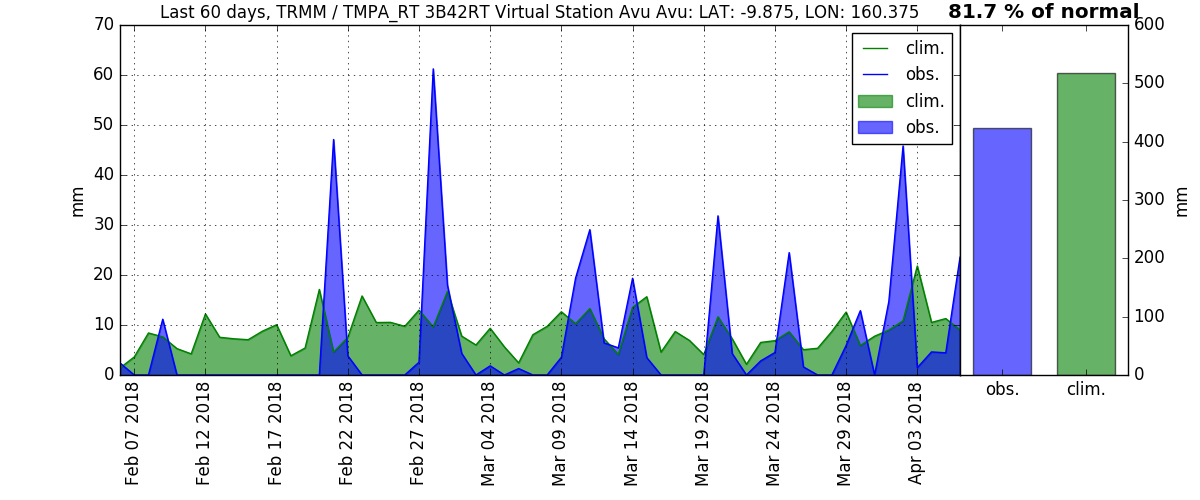 Last 60 days, TRMM / TMPA_RT 3B42RT Virtual Station Avu Avu: LAT: -9.875, LON: 160.375
81.7 % of normal
70
60
50
40
30
20
10
0
mm
clim.
obs.
clim.
obs.
600
500
400
300
200
100
0
mm
obs.
clim.
Feb 07 2018
Feb 12 2018
Feb 17 2018
Feb 22 2018
Feb 27 2018
Mar 04 2018
Mar 09 2018
Mar 14 2018
Mar 19 2018
Mar 24 2018
Mar 29 2018
Apr 03 2018